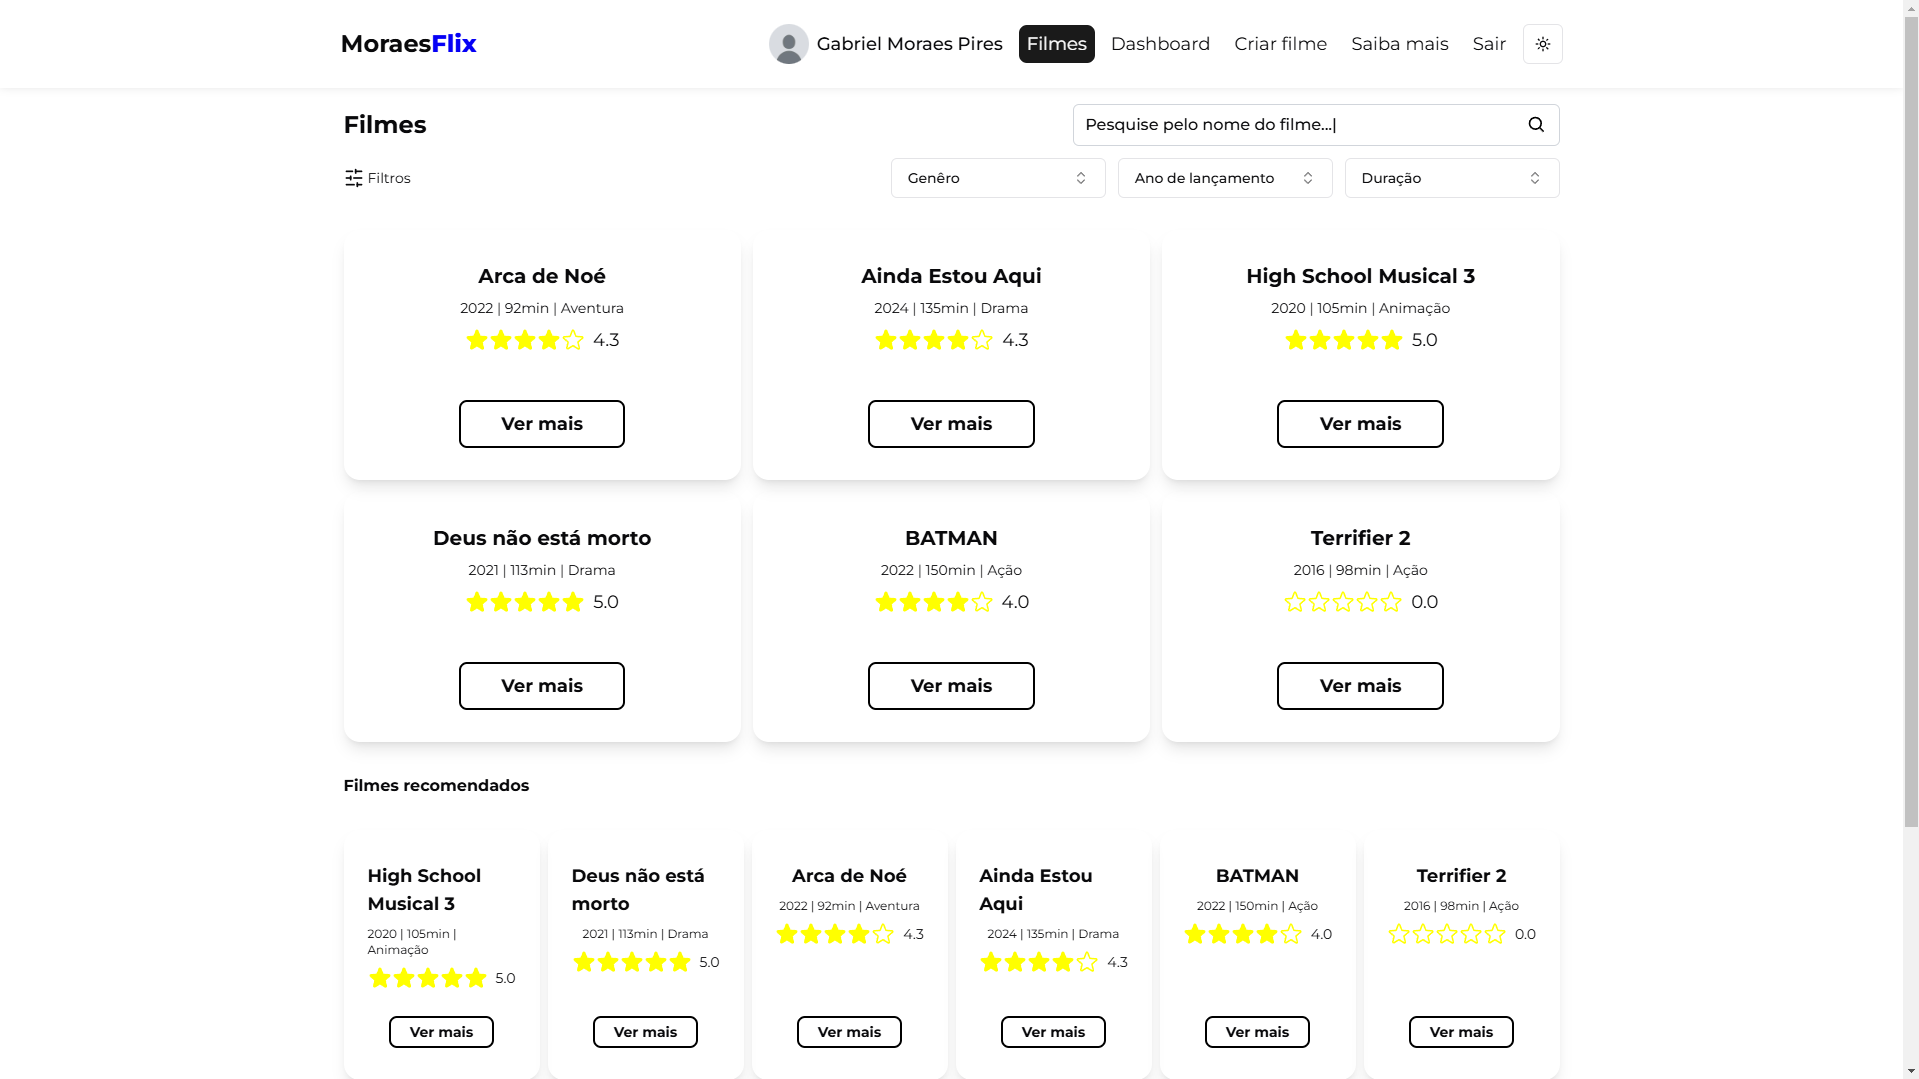 MoraesFlix
Gabriel Moraes Pires Filmes Dashboard Criar filme Saiba mais Sair
Filmes
Pesquise pelo nome do filme...|
Filtros
Genêro
Ano de lançamento
Duração
Arca de Noé
2022 | 92min | Aventura
4.3
Ver mais
Ainda Estou Aqui
2024 | 135min | Drama
4.3
Ver mais
High School Musical 3
2020 | 105min | Animação
5.0
Ver mais
Deus não está morto
2021 | 113min | Drama
5.0
Ver mais
BATMAN
2022 | 150min | Ação
4.0
Ver mais
Terrifier 2
2016 | 98min | Ação
0.0
Ver mais
Filmes recomendados
High School
Musical 3
2020 | 105min |
Animação
5.0
Ver mais
Deus não está
morto
2021 | 113min | Drama
5.0
Ver mais
Arca de Noé
2022 | 92min | Aventura
4.3
Ver mais
Ainda Estou
Aqui
2024 | 135min | Drama
4.3
Ver mais
BATMAN
2022 | 150min | Ação
4.0
Ver mais
Terrifier 2
2016 | 98min | Ação
0.0
Ver mais